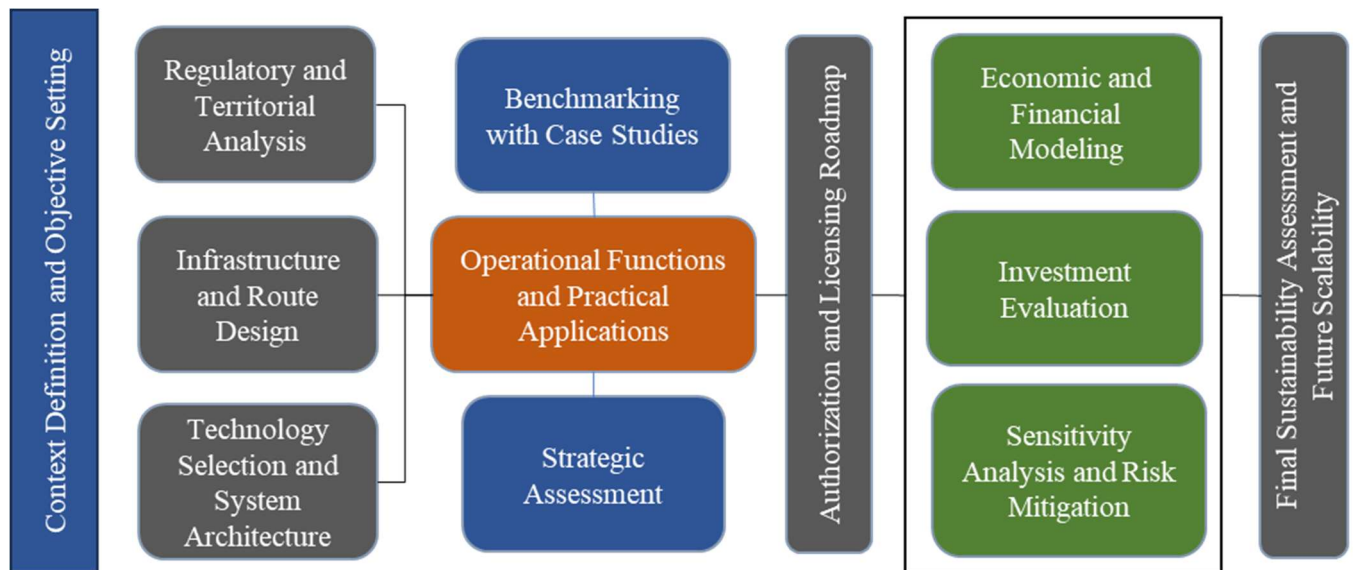 Context Definition and Objective Setting
Regulatory and
Territorial
Analysis
Infrastructure
and Route
Design
Technology
Selection and
System
Architecture
Benchmarking
with Case Studies
Operational Functions
and Practical
Applications
Strategic
Assessment
Authorization and Licensing Roadmap
Economic and
Financial
Modeling
Investment
Evaluation
Sensitivity
Analysis and Risk
Mitigation
Final Sustainability Assessment and
Future Scalability